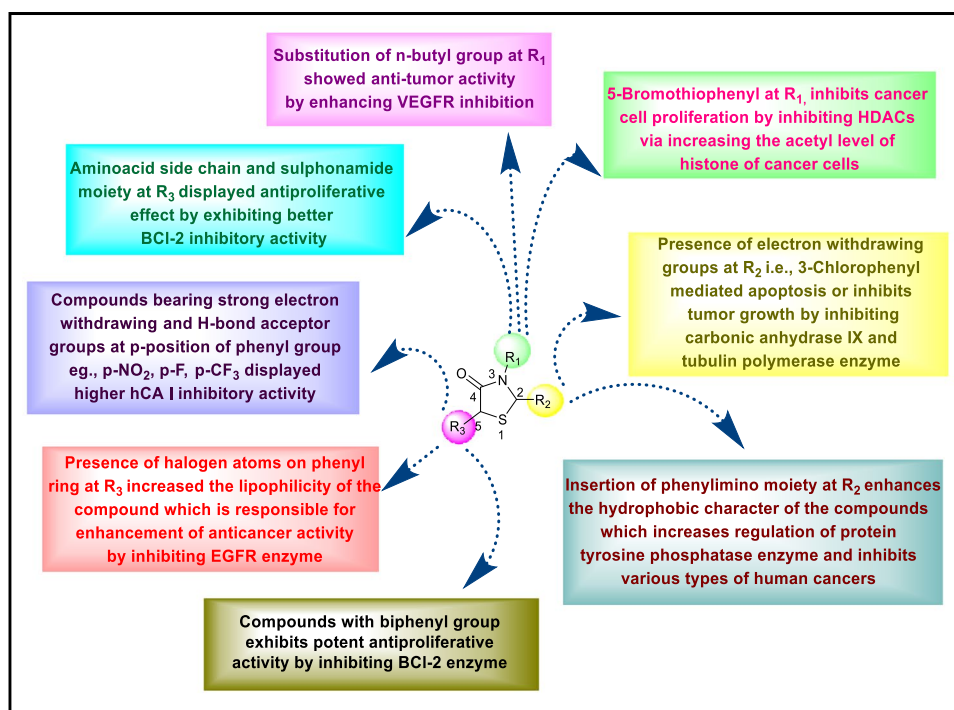 Substitution of n-butyl group at R1
showed anti-tumor activity
by enhancing VEGFR inhibition
5-Bromothiophenyl at R1, inhibits cancer
cell proliferation by inhibiting HDACs
via increasing the acetyl level of
histone of cancer cells
Aminoacid side chain and sulphonamide
moiety at R3 displayed antiproliferative
effect by exhibiting better
BCl-2 inhibitory activity
Presence of electron withdrawing
groups at R2 i.e., 3-Chlorophenyl
mediated apoptosis or inhibits
tumor growth by inhibiting
carbonic anhydrase IX and
tubulin polymerase enzyme
Compounds bearing strong electron
withdrawing and H-bond acceptor
groups at p-position of phenyl group
eg., p-NO2, p-F, p-CF3 displayed
higher hCA I inhibitory activity
R1
O
3
N
4
2
R2
R3
5
S
1
Presence of halogen atoms on phenyl
ring at R3 increased the lipophilicity of the
compound which is responsible for
enhancement of anticancer activity
by inhibiting EGFR enzyme
Insertion of phenylimino moiety at R2 enhances
the hydrophobic character of the compounds
which increases regulation of protein
tyrosine phosphatase enzyme and inhibits
various types of human cancers
Compounds with biphenyl group
exhibits potent antiproliferative
activity by inhibiting BCl-2 enzyme